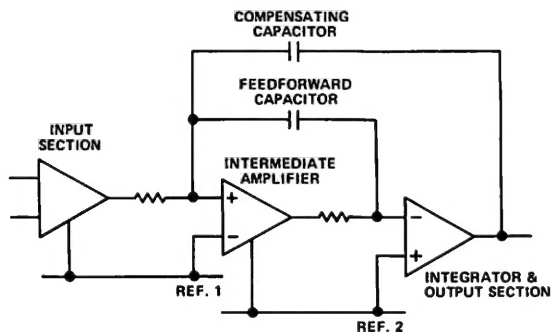 COMPENSATING
CAPACITOR
FEEDFORWARD
CAPACITOR
INPUT
SECTION
INTERMEDIATE
AMPLIFIER
+
−
−
+
REF. 1
INTEGRATOR &
OUTPUT SECTION
REF. 2